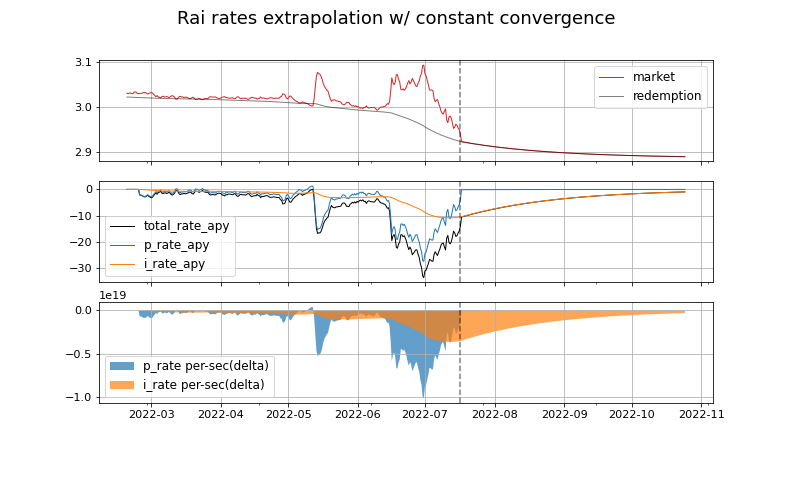 Rai rates extrapolation w/ constant convergence
3.1
3.0
2.9
market
redemption
0
−10
−20
−30
total_rate_apy
p_rate_apy
i_rate_apy
1e19
0.0
−0.5
−1.0
p_rate per-sec(delta)
i_rate per-sec(delta)
2022-03 2022-04 2022-05 2022-06 2022-07 2022-08 2022-09 2022-10 2022-11